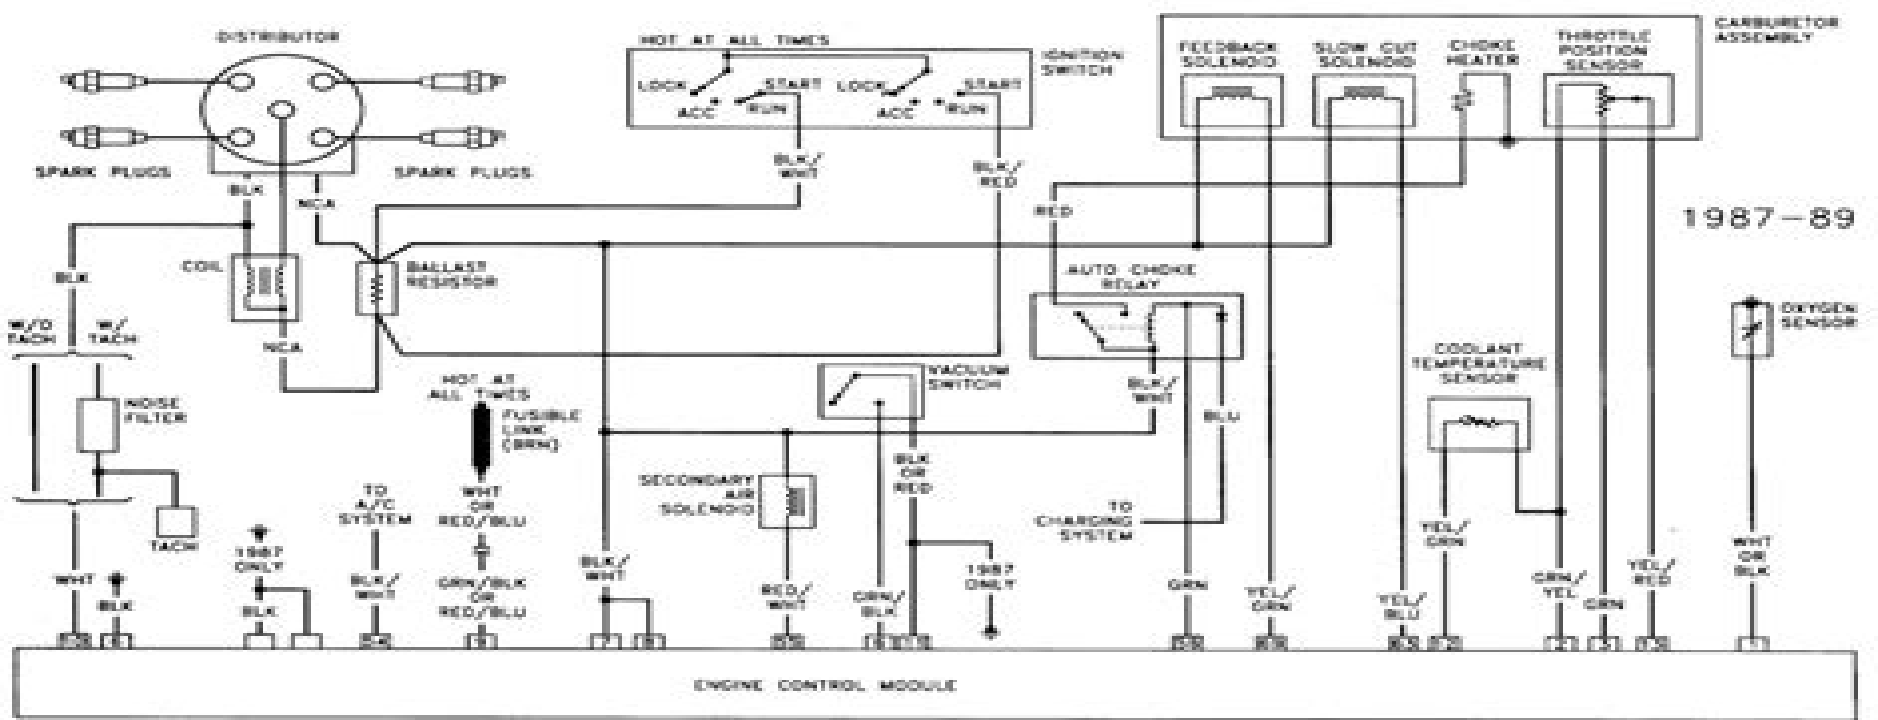 DISTRIBUTOR
HOT AT ALL TIMES
IGNITION
SWITCH
LOCK
ACC
START
RUN
LOCK
ACC
START
RUN
FEEDBACK
SOLENOID
SLOW CUT
SOLENOID
CHOKE
HEATER
THROTTLE
POSITION
SENSOR
CARBURETOR
ASSEMBLY
SPARK PLUGS
SPARK PLUGS
BLK
NCA
BLK/
WHT
BLK/
RED
RED
1987-89
COIL
BLK
BALLAST
RESISTOR
AUTO CHOKE
RELAY
OXYGEN
SENSOR
W/O
TACH
W/
TACH
NCA
NOISE
FILTER
HOT AT
ALL TIMES
FUSIBLE
LINK
(BRN)
VACUUM
SWITCH
BLK/
WHT
BLU
COOLANT
TEMPERATURE
SENSOR
BLK
OR
RED
SECONDARY
AIR
SOLENOID
TO
CHARGING
SYSTEM
TO
A/C
SYSTEM
WHT
OR
RED/BLU
TACH
1987
ONLY
WHT
BLK
BLK
BLK/
WHT
GRN/BLK
OR
RED/BLU
BLK/
WHT
RED/
WHT
GRN/
BLK
1987
ONLY
GRN
YEL/
GRN
YEL/
BLU
YEL/
GRN
GRN/
YEL
GRN
YEL/
RED
WHT
OR
BLK
ENGINE CONTROL MODULE